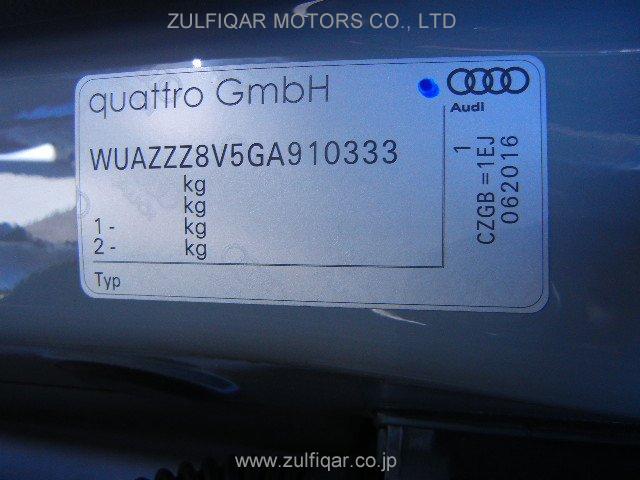 ZULFIQAR MOTORS CO., LTD
quattro GmbH
Audi
WUAZZZ8V5GA910333
kg
kg
1 - kg
2 - kg
Typ
1
CZGB =1EJ
062016
www.zulfiqar.co.jp